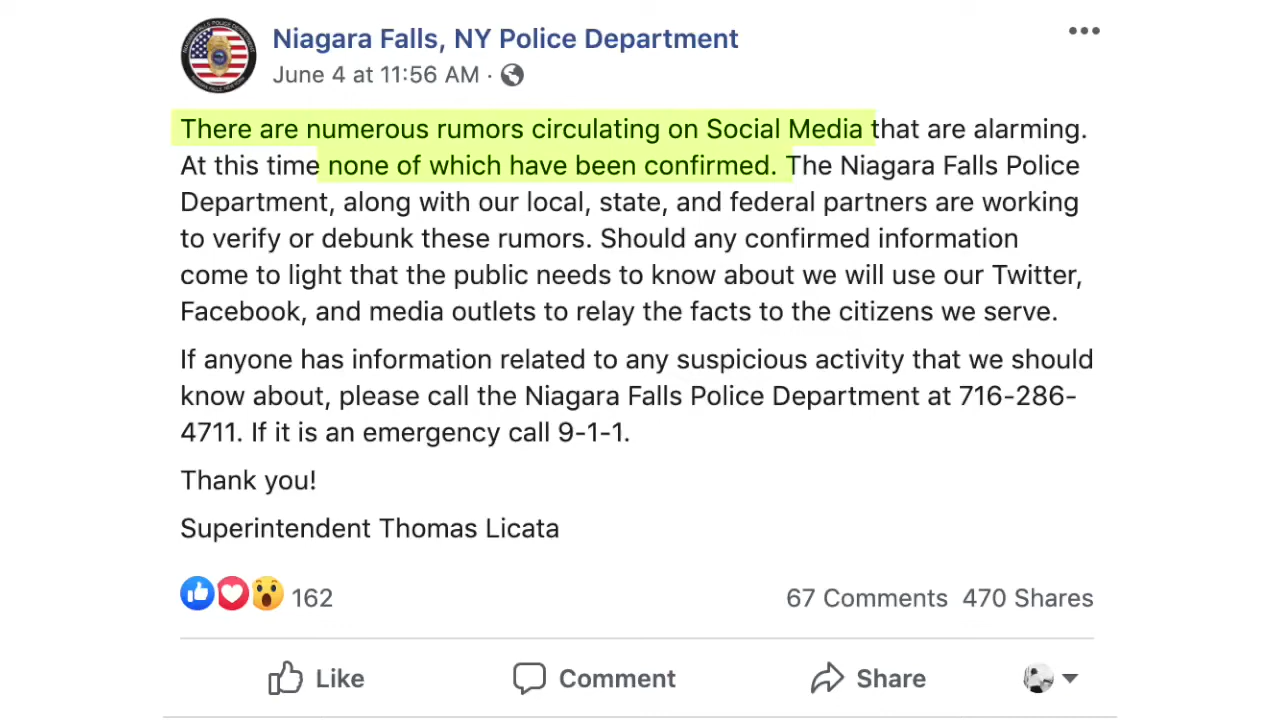 Niagara Falls, NY Police Department
June 4 at 11:56 AM ·
There are numerous rumors circulating on Social Media that are alarming.
At this time none of which have been confirmed. The Niagara Falls Police
Department, along with our local, state, and federal partners are working
to verify or debunk these rumors. Should any confirmed information
come to light that the public needs to know about we will use our Twitter,
Facebook, and media outlets to relay the facts to the citizens we serve.
If anyone has information related to any suspicious activity that we should
know about, please call the Niagara Falls Police Department at 716-286-
4711. If it is an emergency call 9-1-1.
Thank you!
Superintendent Thomas Licata
162 67 Comments 470 Shares
Like Comment Share